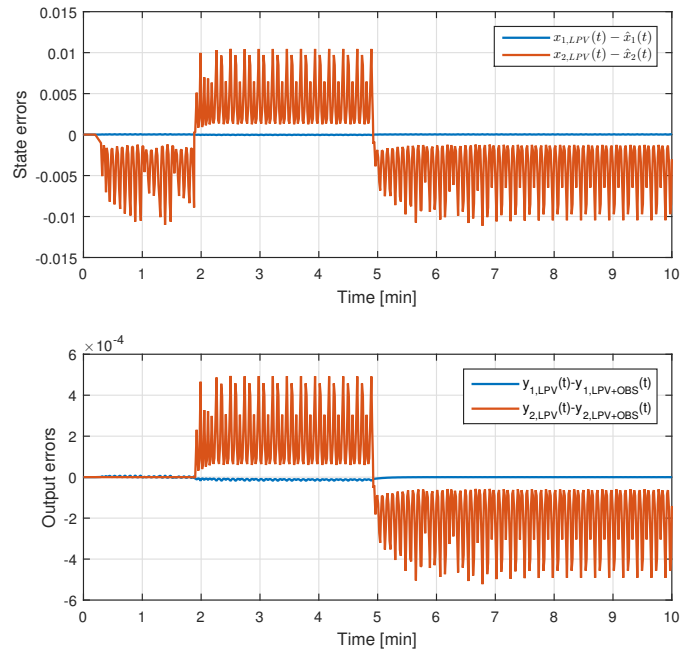 0.015
0.01
0.005
0
-0.005
-0.01
-0.015
State errors
x1,LPV(t) − x̂1(t)
x2,LPV(t) − x̂2(t)
0 1 2 3 4 5 6 7 8 9 10
Time [min]
×10-4
6
4
2
0
-2
-4
-6
Output errors
y1,LPV(t)-y1,LPV+OBS(t)
y2,LPV(t)-y2,LPV+OBS(t)
0 1 2 3 4 5 6 7 8 9 10
Time [min]